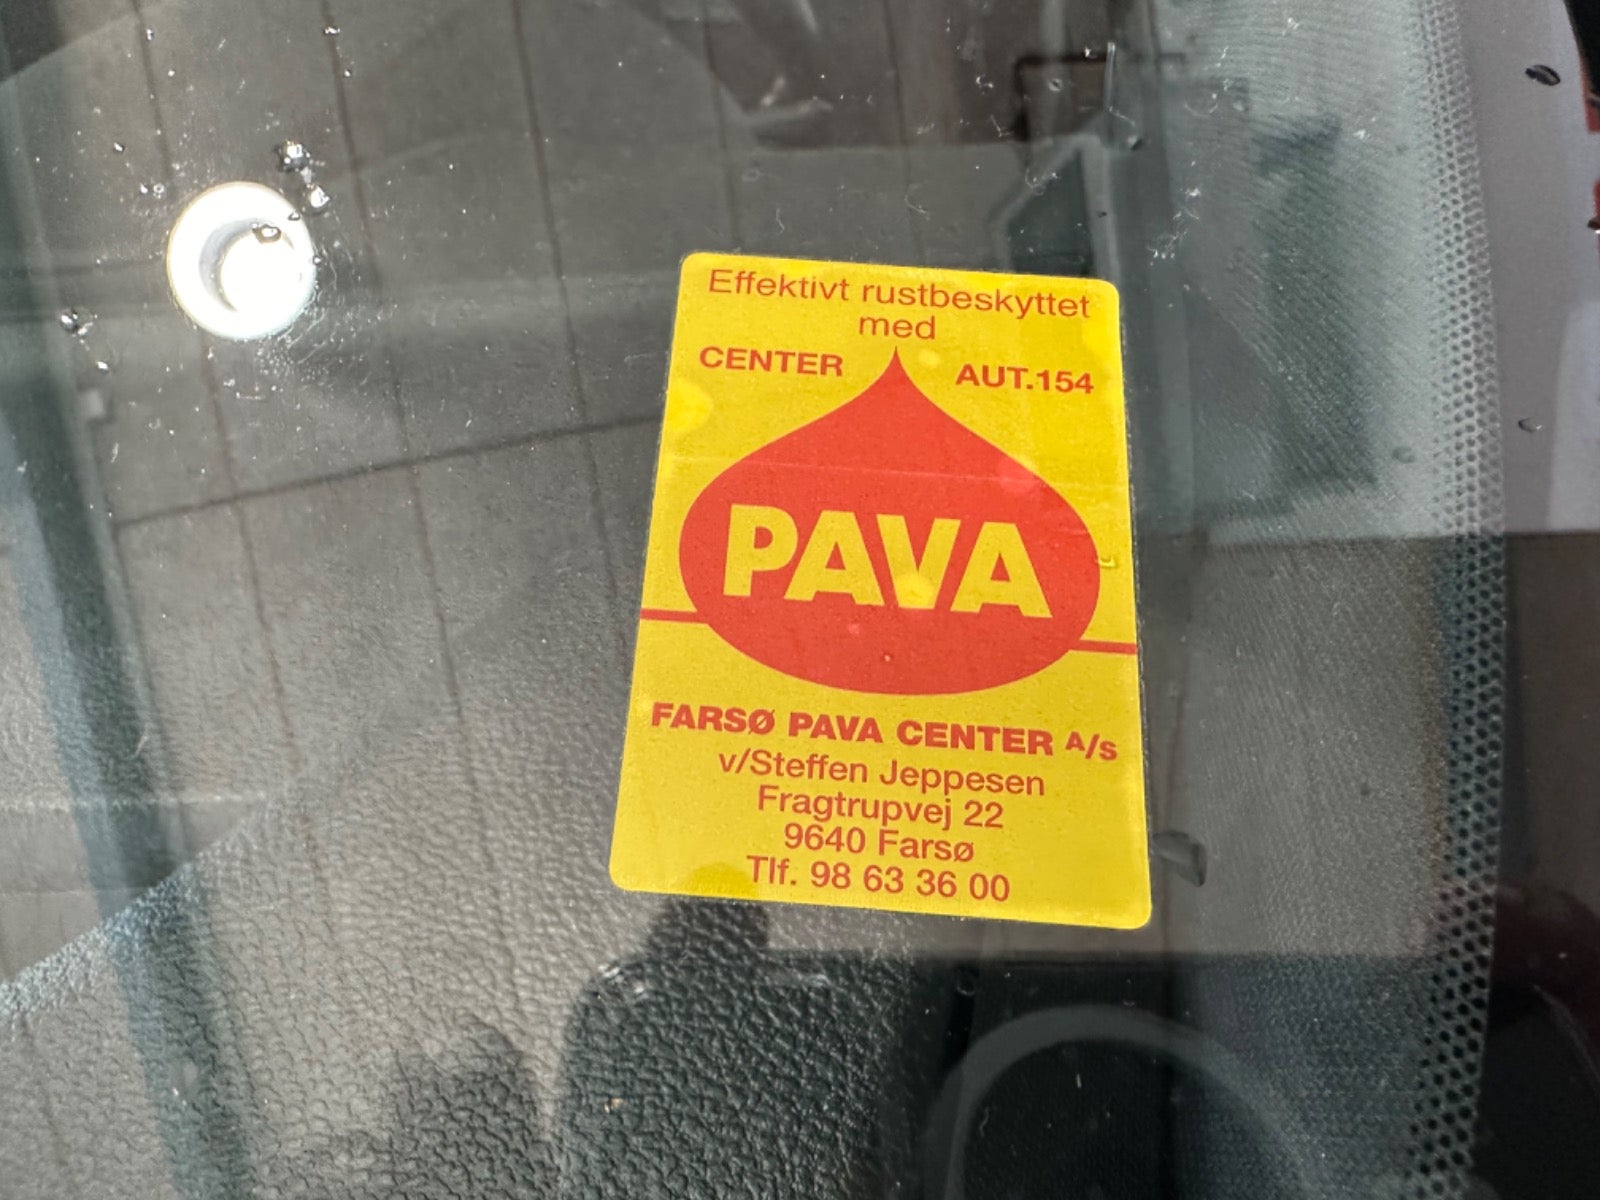 Effektivt rustbeskyttet
med
CENTER AUT.154
PAVA
FARSØ PAVA CENTER A/S
v/Steffen Jeppesen
Fragtrupvej 22
9640 Farsø
Tlf. 98 63 36 00